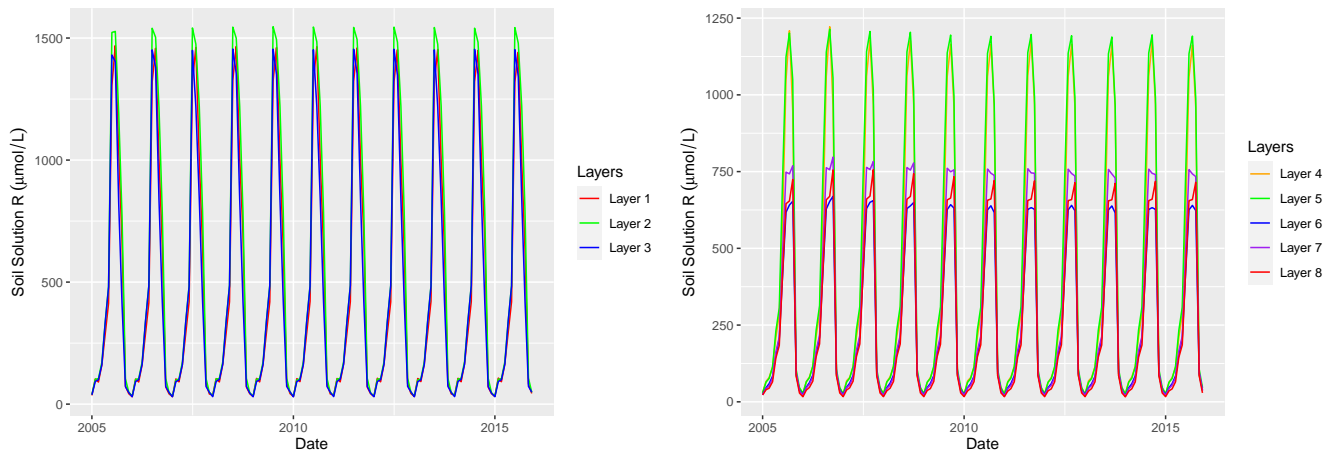 Soil Solution R (μmol/L)
1500
1000
500
0
2005
2010
2015
Date
Layers
Layer 1
Layer 2
Layer 3
Soil Solution R (μmol/L)
1250
1000
750
500
250
0
2005
2010
2015
Date
Layers
Layer 4
Layer 5
Layer 6
Layer 7
Layer 8